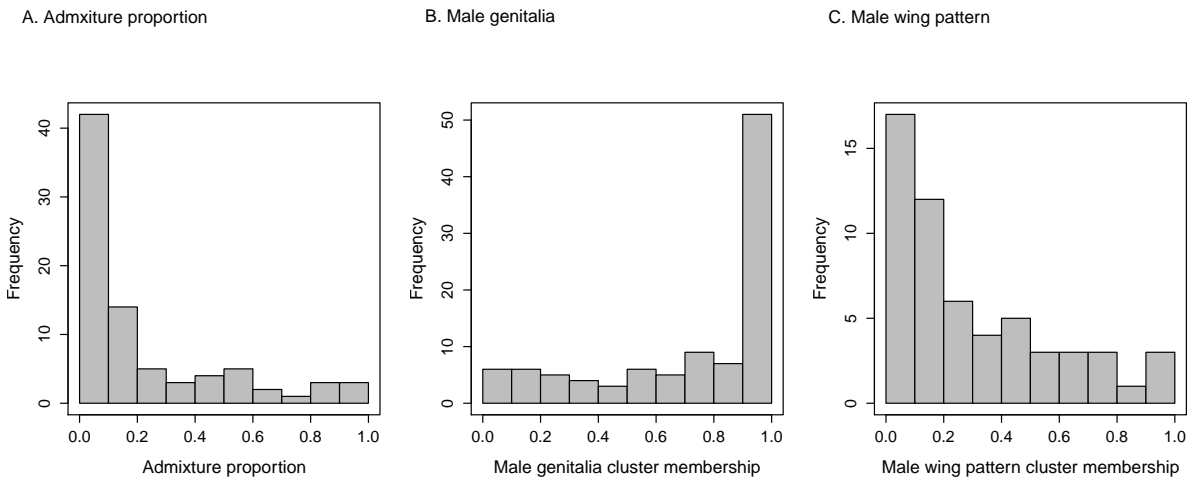 A. Admxiture proportion
B. Male genitalia
C. Male wing pattern
Frequency
0
10
20
30
40
0.0 0.2 0.4 0.6 0.8 1.0
Admixture proportion
Frequency
0
10
20
30
40
50
0.0 0.2 0.4 0.6 0.8 1.0
Male genitalia cluster membership
Frequency
0
5
10
15
0.0 0.2 0.4 0.6 0.8 1.0
Male wing pattern cluster membership